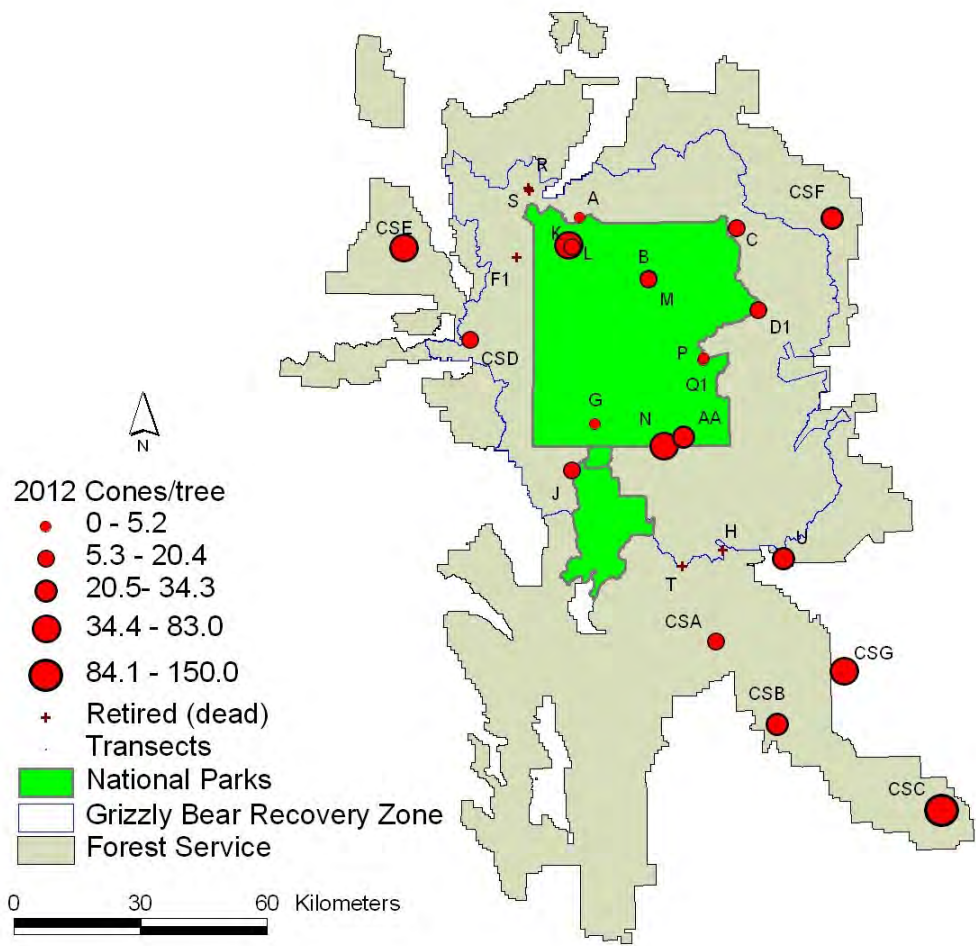 R
S
A
CSF
C
CSE
K
L
B
F1
M
D1
CSD
P
Q1
G
N
AA
J
H
U
T
CSA
CSG
CSB
CSC
N
2012 Cones/tree
0 - 5.2
5.3 - 20.4
20.5- 34.3
34.4 - 83.0
84.1 - 150.0
Retired (dead)
Transects
National Parks
Grizzly Bear Recovery Zone
Forest Service
0 30 60 Kilometers